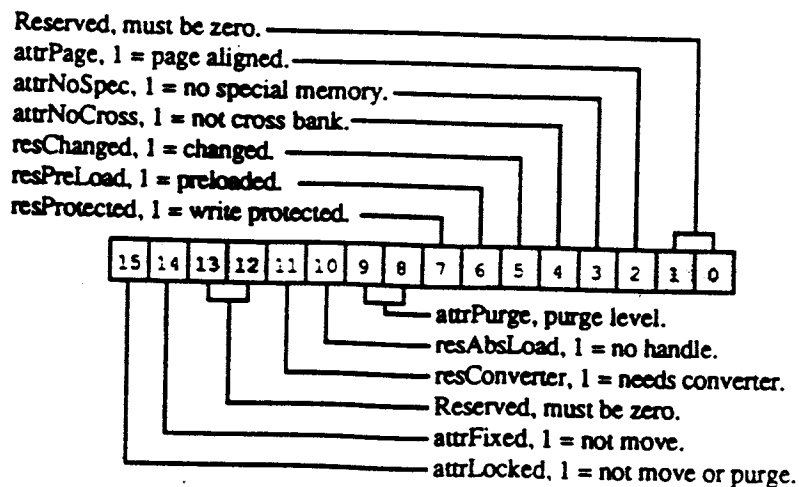 Reserved, must be zero.
attrPage, 1 = page aligned.
attrNoSpec, 1 = no special memory.
attrNoCross, 1 = not cross bank.
resChanged, 1 = changed.
resPreLoad, 1 = preloaded.
resProtected, 1 = write protected.
15 14 13 12 11 10 9 8 7 6 5 4 3 2 1 0
attrPurge, purge level.
resAbsLoad, 1 = no handle.
resConverter, 1 = needs converter.
Reserved, must be zero.
attrFixed, 1 = not move.
attrLocked, 1 = not move or purge.